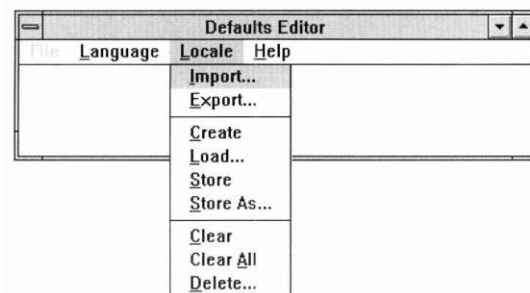 Defaults Editor
File Language Locale Help
Import...
Export...
Create
Load...
Store
Store As...
Clear
Clear All
Delete...